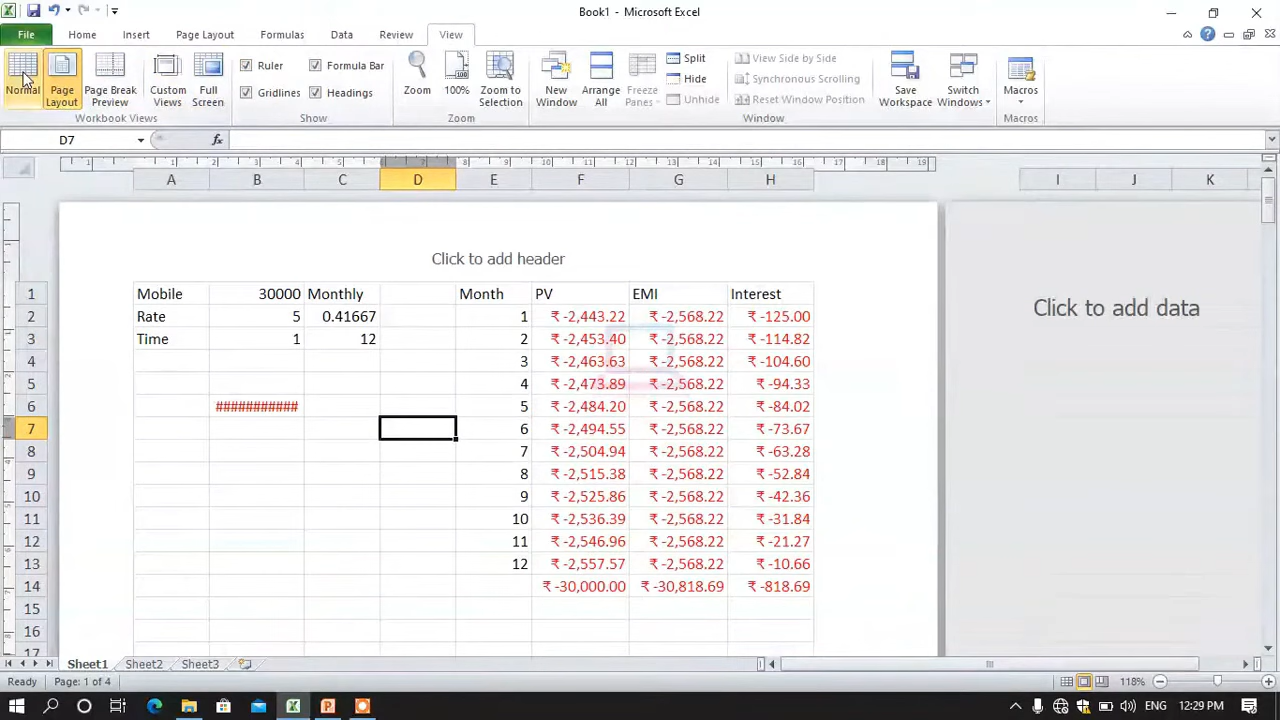 Book1 - Microsoft Excel
File Home Insert Page Layout Formulas Data Review View
Normal Page Layout Page Break Preview Custom Views Full Screen
Workbook Views
Ruler Formula Bar
Gridlines Headings
Show
Zoom 100% Zoom to Selection
Zoom
New Window Arrange All Freeze Panes
Split
Hide
Unhide
View Side by Side
Synchronous Scrolling
Reset Window Position
Window
Save Workspace Switch Windows
Macros
Macros
D7 fx
A B C D E F G H I J K
Click to add header
Click to add data
1 Mobile 30000 Monthly Month PV EMI Interest
2 Rate 5 0.41667 1 ₹ -2,443.22 ₹ -2,568.22 ₹ -125.00
3 Time 1 12 2 ₹ -2,453.40 ₹ -2,568.22 ₹ -114.82
4 3 ₹ -2,463.63 ₹ -2,568.22 ₹ -104.60
5 4 ₹ -2,473.89 ₹ -2,568.22 ₹ -94.33
6 ########### 5 ₹ -2,484.20 ₹ -2,568.22 ₹ -84.02
7 6 ₹ -2,494.55 ₹ -2,568.22 ₹ -73.67
8 7 ₹ -2,504.94 ₹ -2,568.22 ₹ -63.28
9 8 ₹ -2,515.38 ₹ -2,568.22 ₹ -52.84
10 9 ₹ -2,525.86 ₹ -2,568.22 ₹ -42.36
11 10 ₹ -2,536.39 ₹ -2,568.22 ₹ -31.84
12 11 ₹ -2,546.96 ₹ -2,568.22 ₹ -21.27
13 12 ₹ -2,557.57 ₹ -2,568.22 ₹ -10.66
14 ₹ -30,000.00 ₹ -30,818.69 ₹ -818.69
15
16
17
Sheet1 Sheet2 Sheet3
Ready Page: 1 of 4 118%
ENG 12:29 PM